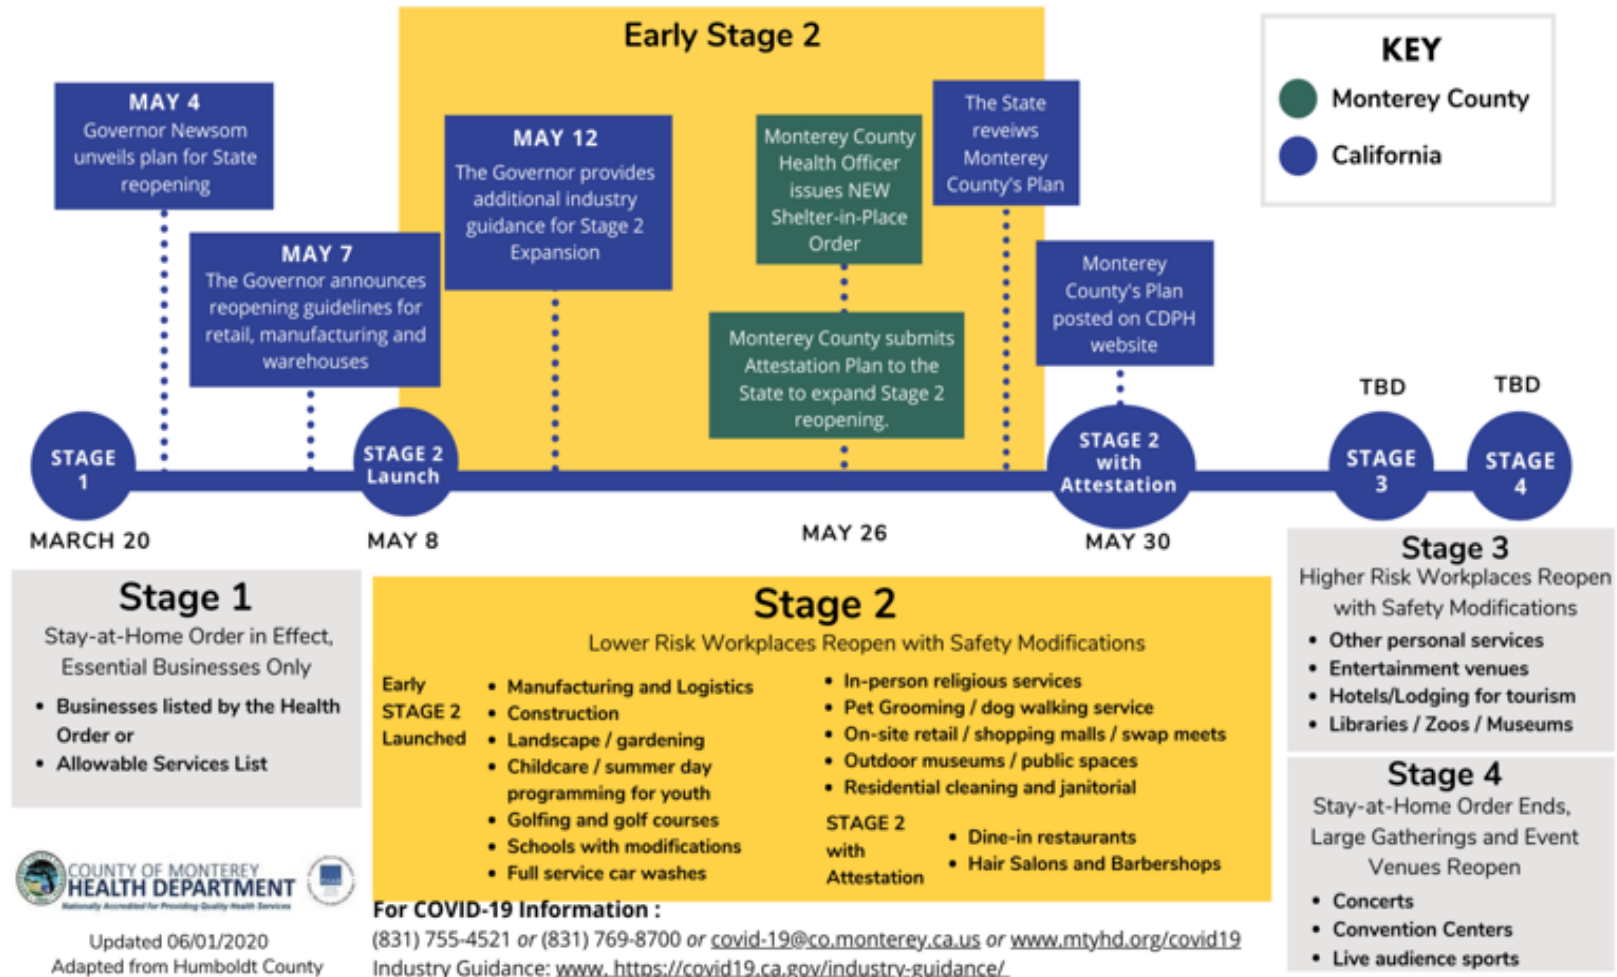 Early Stage 2
KEY
Monterey County
California
MAY 4
Governor Newsom
unveils plan for State
reopening
MAY 7
The Governor announces
reopening guidelines for
retail, manufacturing and
warehouses
MAY 12
The Governor provides
additional industry
guidance for Stage 2
Expansion
Monterey County
Health Officer
issues NEW
Shelter-in-Place
Order
Monterey County submits
Attestation Plan to the
State to expand Stage 2
reopening.
The State
reveiws
Monterey
County's Plan
Monterey
County's Plan
posted on CDPH
website
TBD
TBD
STAGE
1
STAGE 2
Launch
STAGE 2
with
Attestation
STAGE
3
STAGE
4
MARCH 20
MAY 8
MAY 26
MAY 30
Stage 1
Stay-at-Home Order in Effect,
Essential Businesses Only
• Businesses listed by the Health
Order or
• Allowable Services List
Stage 2
Lower Risk Workplaces Reopen with Safety Modifications
Early
STAGE 2
Launched
• Manufacturing and Logistics
• Construction
• Landscape / gardening
• Childcare / summer day
programming for youth
• Golfing and golf courses
• Schools with modifications
• Full service car washes
• In-person religious services
• Pet Grooming / dog walking service
• On-site retail / shopping malls / swap meets
• Outdoor museums / public spaces
• Residential cleaning and janitorial
STAGE 2
with
Attestation
• Dine-in restaurants
• Hair Salons and Barbershops
Stage 3
Higher Risk Workplaces Reopen
with Safety Modifications
• Other personal services
• Entertainment venues
• Hotels/Lodging for tourism
• Libraries / Zoos / Museums
Stage 4
Stay-at-Home Order Ends,
Large Gatherings and Event
Venues Reopen
• Concerts
• Convention Centers
• Live audience sports
COUNTY OF MONTEREY
HEALTH DEPARTMENT
Nationally Accredited for Providing Quality Health Services
Updated 06/01/2020
Adapted from Humboldt County
For COVID-19 Information :
(831) 755-4521 or (831) 769-8700 or covid-19@co.monterey.ca.us or www.mtyhd.org/covid19
Industry Guidance: www. https://covid19.ca.gov/industry-guidance/